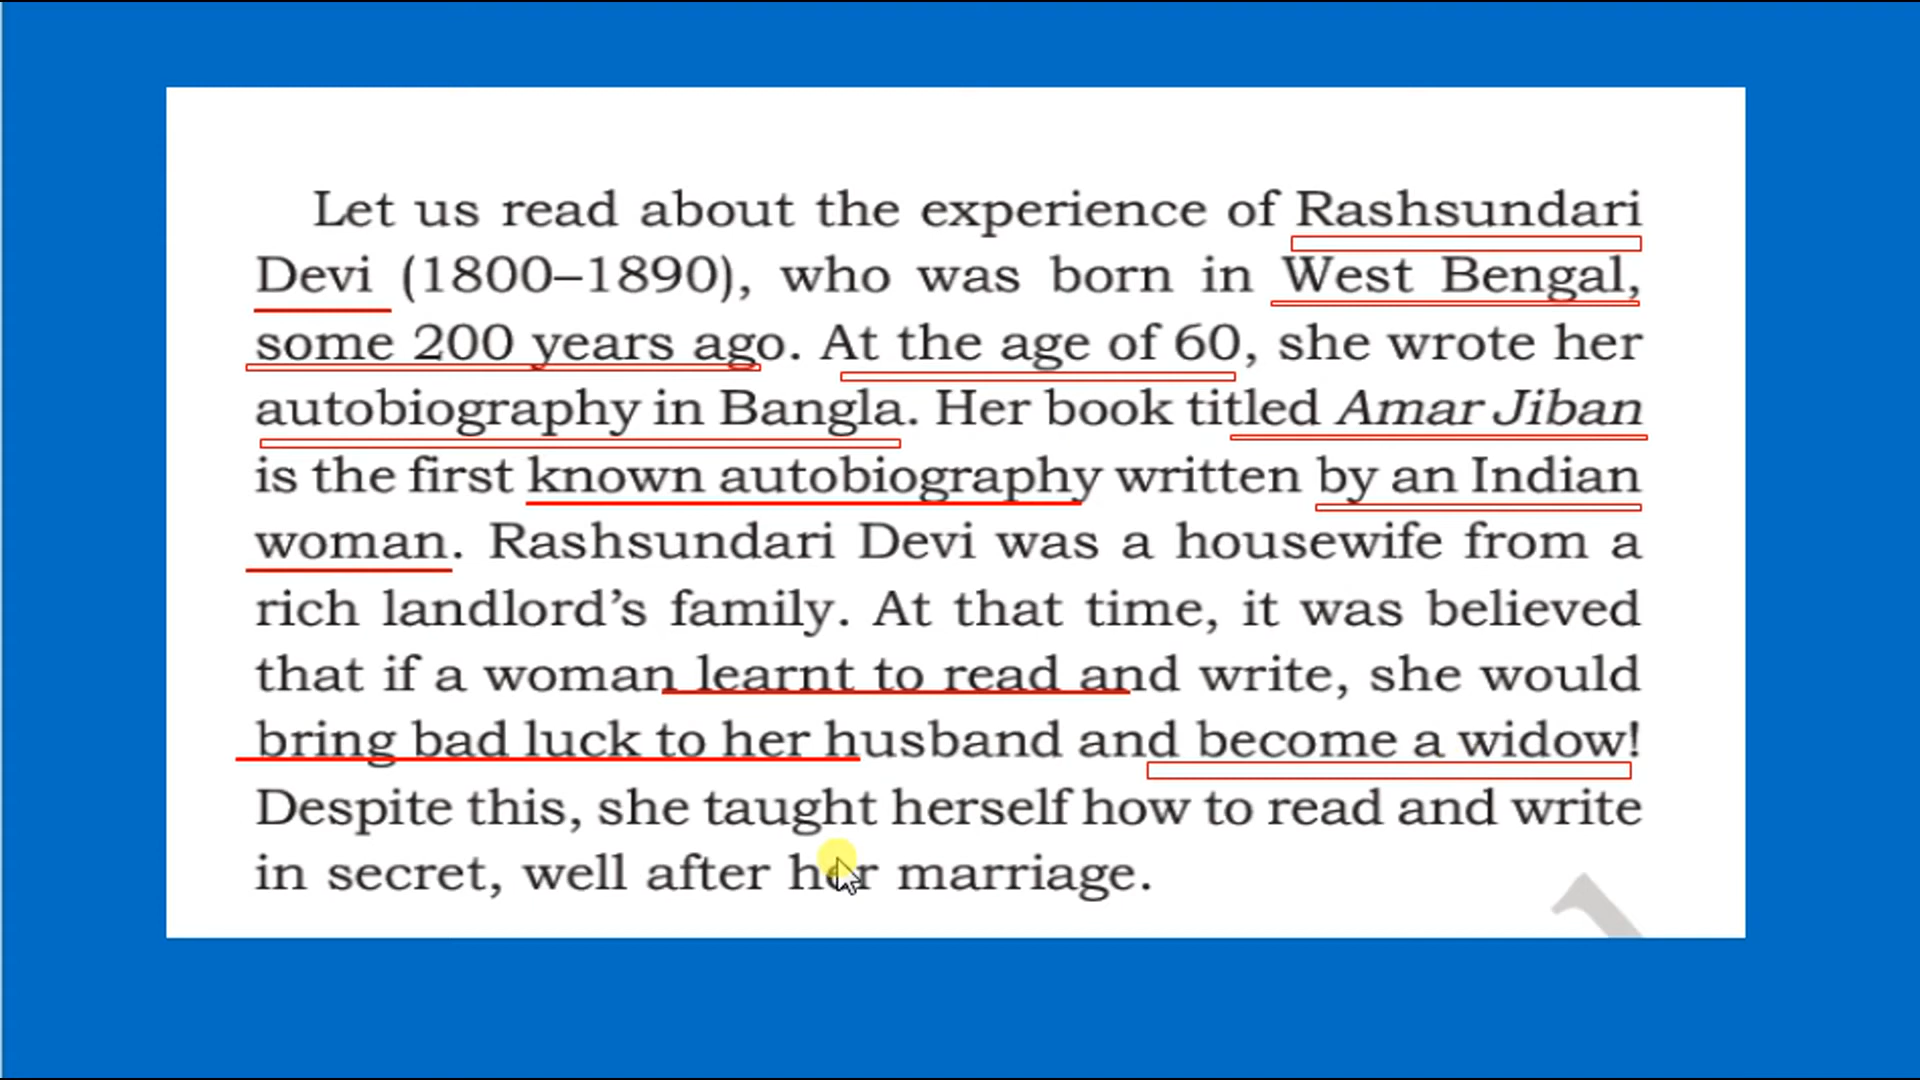 Let us read about the experience of Rashsundari
Devi (1800–1890), who was born in West Bengal,
some 200 years ago. At the age of 60, she wrote her
autobiography in Bangla. Her book titled Amar Jiban
is the first known autobiography written by an Indian
woman. Rashsundari Devi was a housewife from a
rich landlord’s family. At that time, it was believed
that if a woman learnt to read and write, she would
bring bad luck to her husband and become a widow!
Despite this, she taught herself how to read and write
in secret, well after her marriage.